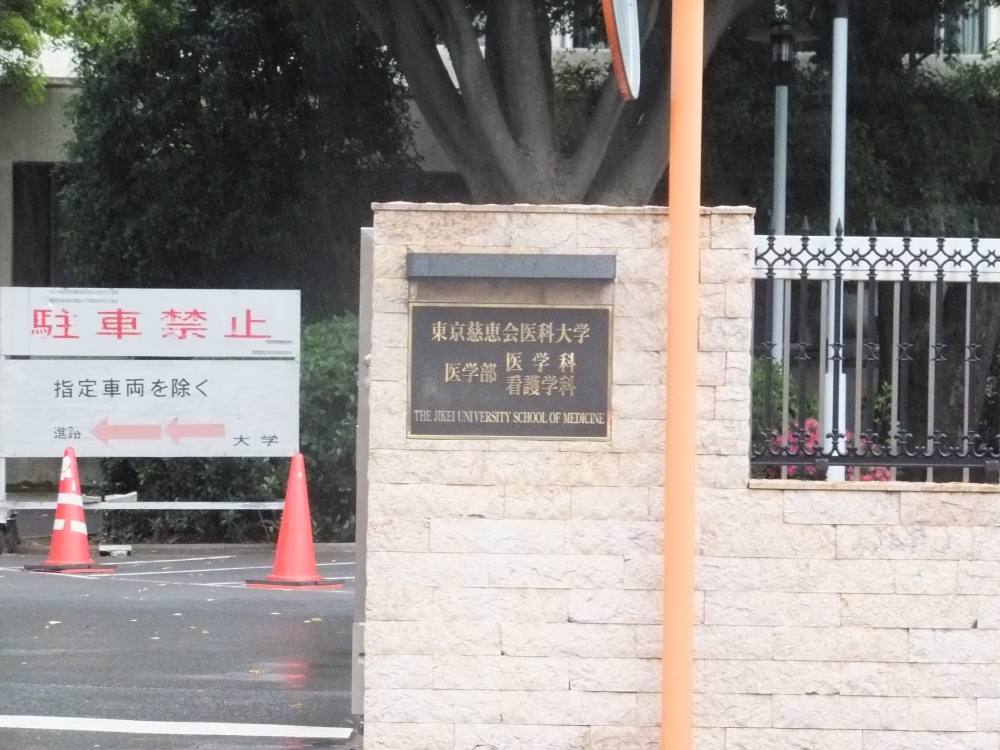 駐車禁止
指定車両を除く
進路
大学
東京慈恵会医科大学
医学部 医学科
看護学科
THE JIKEI UNIVERSITY SCHOOL OF MEDICINE